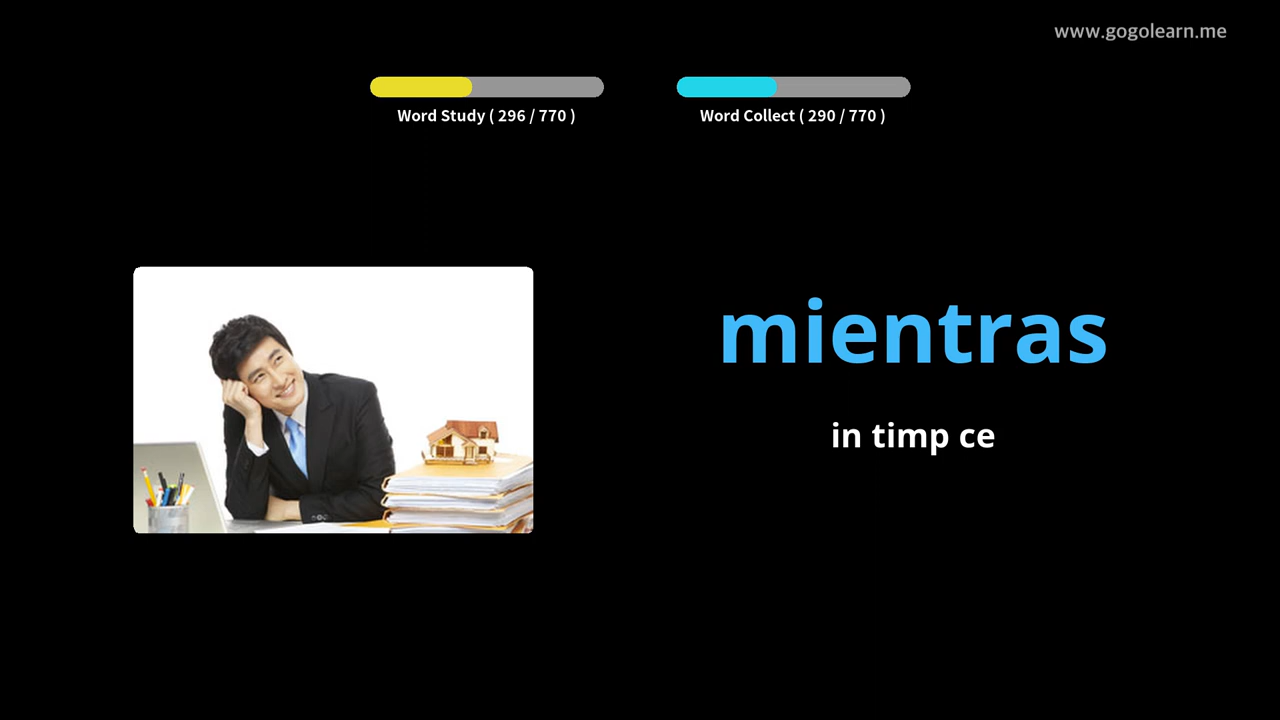 www.gogolearn.me
Word Study ( 296 / 770 )
Word Collect ( 290 / 770 )
mientras
in timp ce